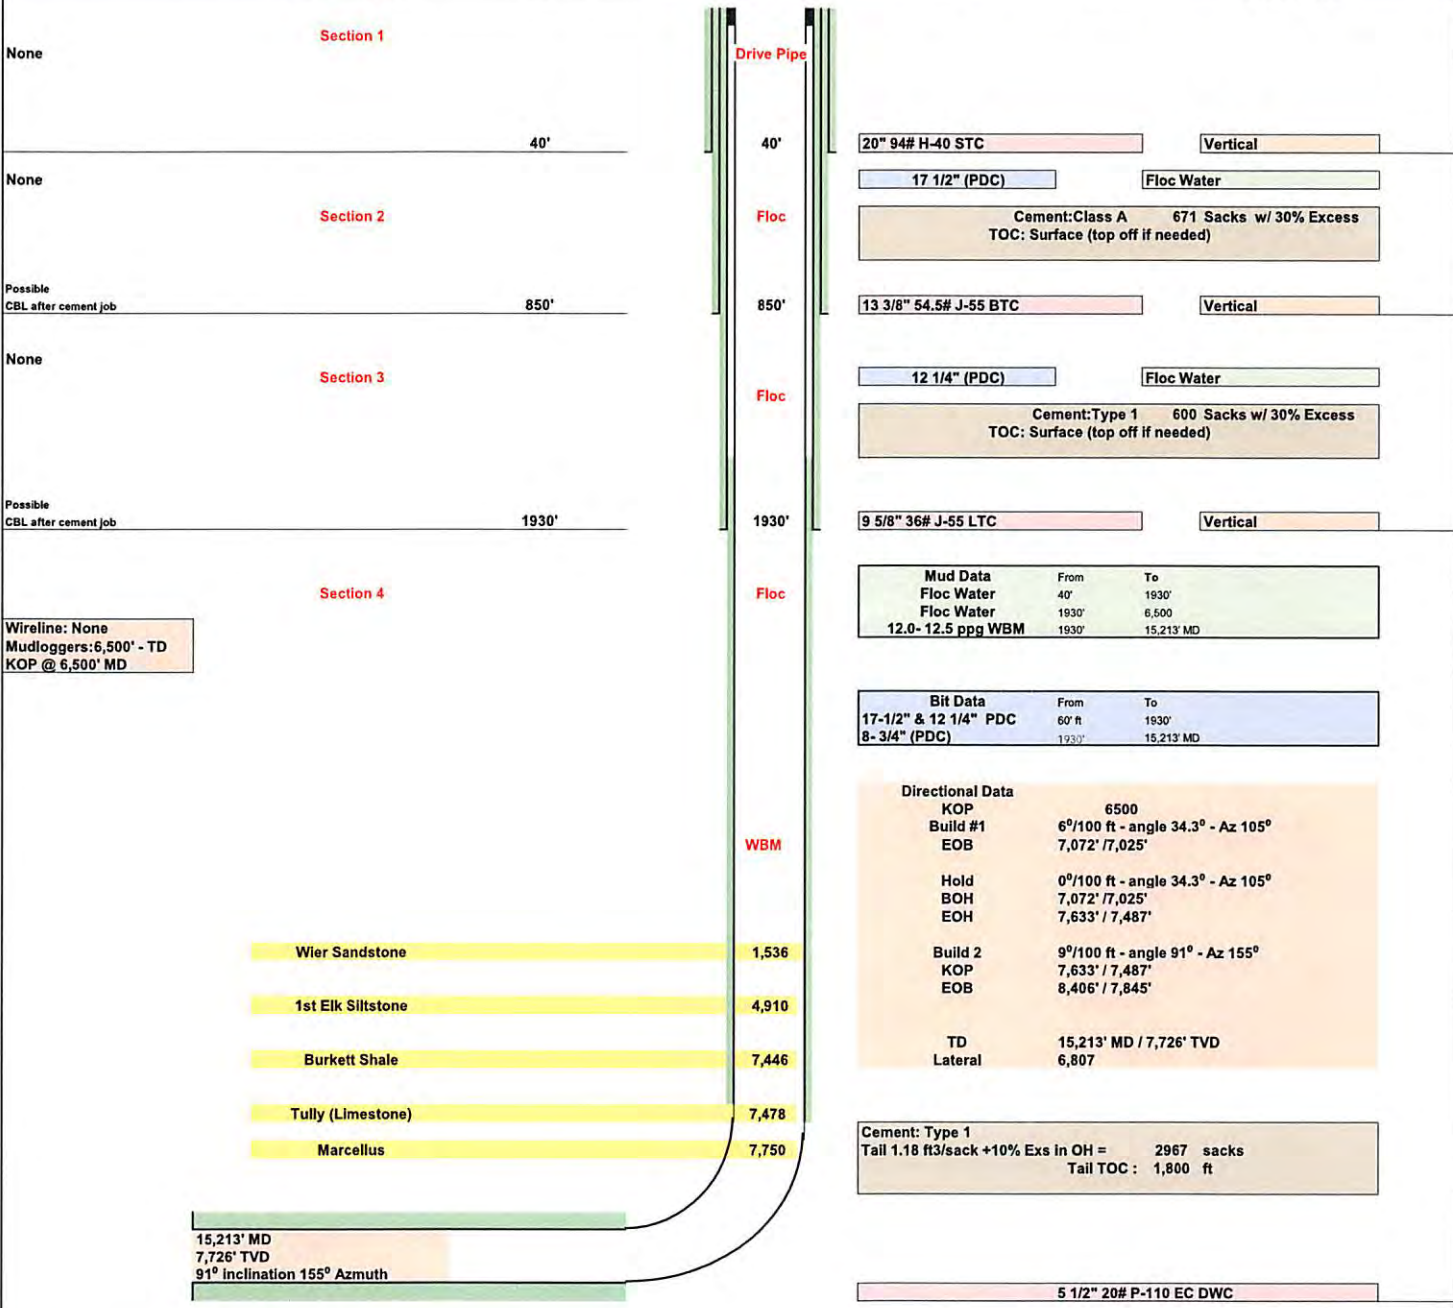 Section 1
None
Drive Pipe
40'
40'
20" 94# H-40 STC
Vertical
None
17 1/2" (PDC)
Floc Water
Section 2
Floc
Cement:Class A 671 Sacks w/ 30% Excess
TOC: Surface (top off if needed)
Possible
CBL after cement job
850'
850'
13 3/8" 54.5# J-55 BTC
Vertical
None
Section 3
12 1/4" (PDC)
Floc Water
Floc
Cement:Type 1 600 Sacks w/ 30% Excess
TOC: Surface (top off if needed)
Possible
CBL after cement job
1930'
1930'
9 5/8" 36# J-55 LTC
Vertical
Section 4
Floc
Mud Data From To
Floc Water 40' 1930'
Floc Water 1930' 6,500
12.0- 12.5 ppg WBM 1930' 15,213' MD
Wireline: None
Mudloggers:6,500' - TD
KOP @ 6,500' MD
Bit Data From To
17-1/2" & 12 1/4" PDC 60' ft 1930'
8- 3/4" (PDC) 1930' 15,213' MD
Directional Data
KOP 6500
Build #1 6⁰/100 ft - angle 34.3⁰ - Az 105⁰
EOB 7,072' /7,025'
WBM
Hold 0⁰/100 ft - angle 34.3⁰ - Az 105⁰
BOH 7,072' /7,025'
EOH 7,633' / 7,487'
Build 2 9⁰/100 ft - angle 91⁰ - Az 155⁰
KOP 7,633' / 7,487'
EOB 8,406' / 7,845'
TD 15,213' MD / 7,726' TVD
Lateral 6,807
Wier Sandstone 1,536
1st Elk Siltstone 4,910
Burkett Shale 7,446
Tully (Limestone) 7,478
Marcellus 7,750
Cement: Type 1
Tail 1.18 ft3/sack +10% Exs in OH = 2967 sacks
Tail TOC : 1,800 ft
15,213' MD
7,726' TVD
91⁰ inclination 155⁰ Azmuth
5 1/2" 20# P-110 EC DWC